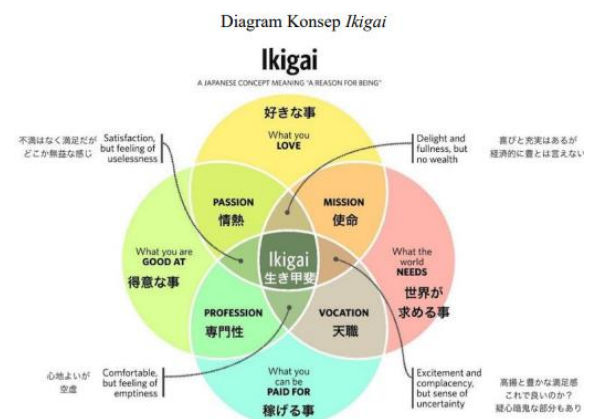 Diagram Konsep Ikigai
Ikigai
A JAPANESE CONCEPT MEANING "A REASON FOR BEING"
好きな事
What you
LOVE
不満はなく満足だが
どこか無益な感じ
Satisfaction,
but feeling of
uselessness
Delight and
fullness, but
no wealth
喜びと充実はあるが
経済的に豊とは言えない
PASSION
情熱
MISSION
使命
What you are
GOOD AT
得意な事
Ikigai
生き甲斐
What the
world
NEEDS
世界が
求める事
PROFESSION
専門性
VOCATION
天職
心地よいが
空虚
Comfortable,
but feeling of
emptiness
What you
can be
PAID FOR
稼げる事
Excitement and
complacency,
but sense of
uncertainty
高揚と豊かな満足感
これで良いのか？
疑心暗鬼な部分もあり